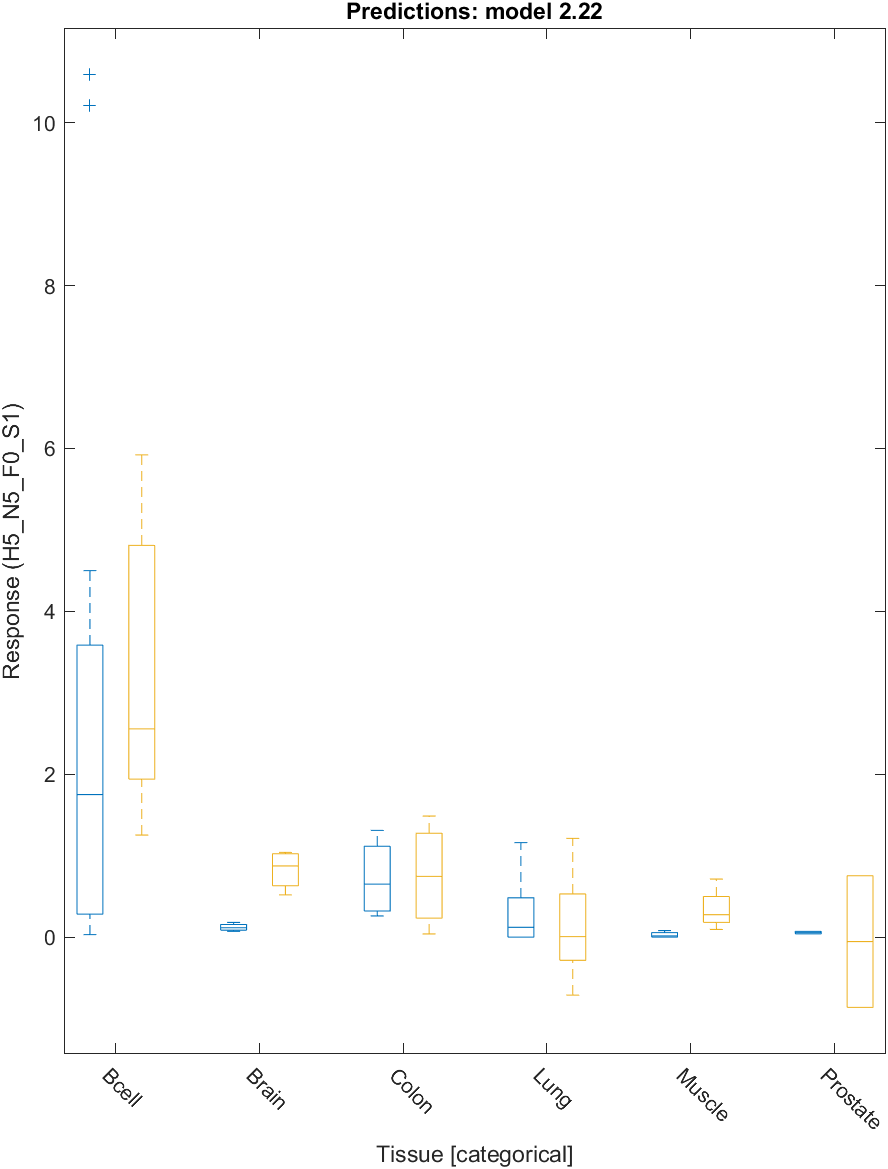 Predictions: model 2.22
Response (H5_N5_F0_S1)
10
8
6
4
2
0
Bcell
Brain
Colon
Lung
Muscle
Prostate
Tissue [categorical]